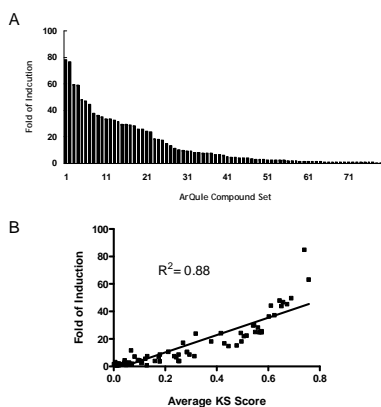 A
Fold of Indcution
100
80
60
40
20
0
1 11 21 31 41 51 61 71
ArQule Compound Set
B
Fold of Induction
100
80
60
40
20
0
R2= 0.88
0.0 0.2 0.4 0.6 0.8
Average KS Score